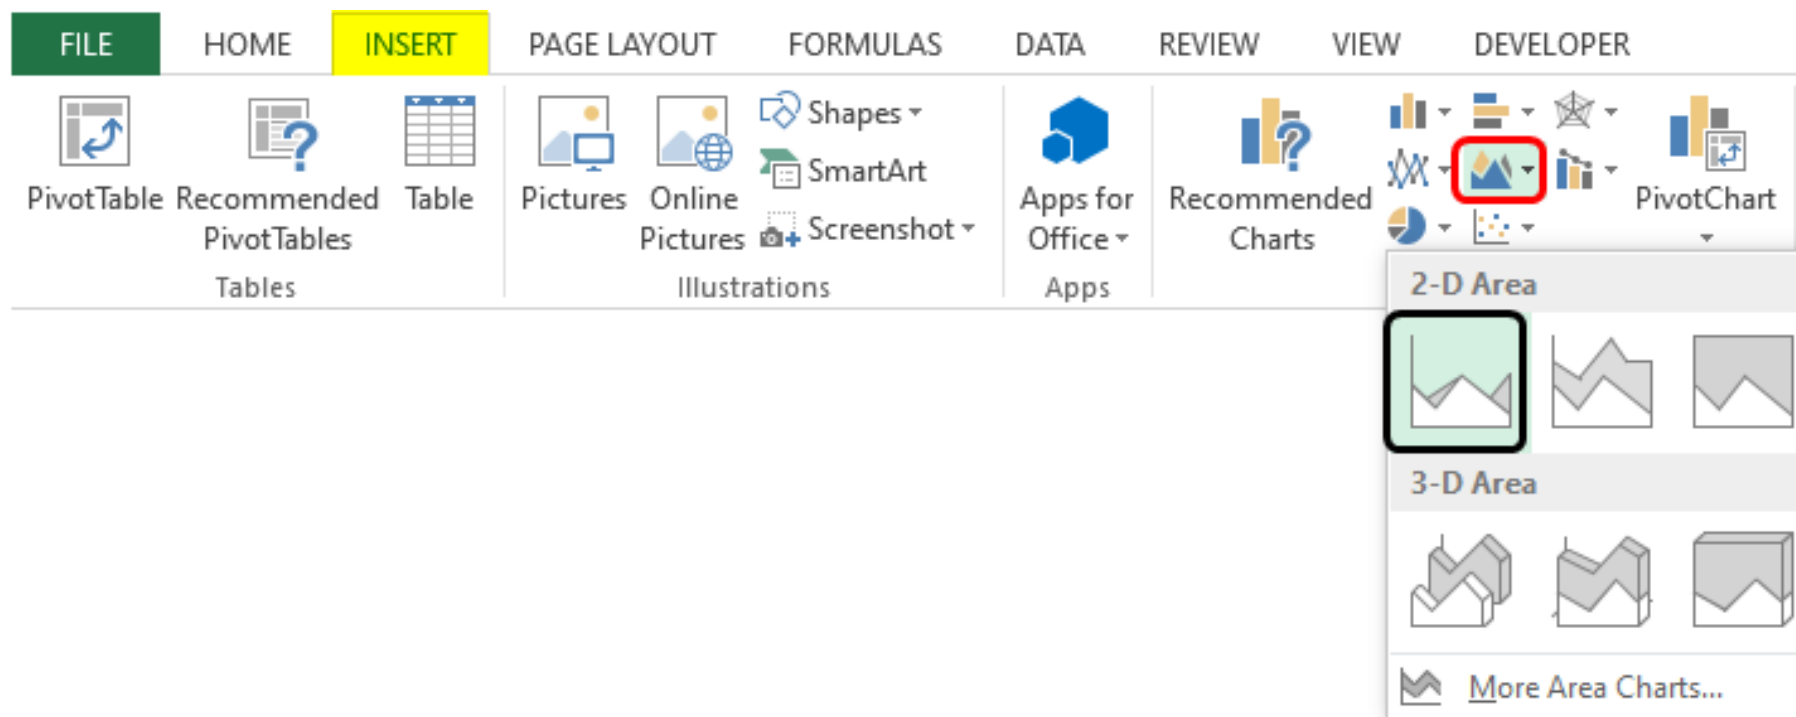 FILE HOME INSERT PAGE LAYOUT FORMULAS DATA REVIEW VIEW DEVELOPER
PivotTable
Recommended
PivotTables
Table
Tables
Pictures
Online
Pictures
Shapes
SmartArt
Screenshot
Illustrations
Apps for
Office
Apps
Recommended
Charts
PivotChart
2-D Area
3-D Area
More Area Charts...